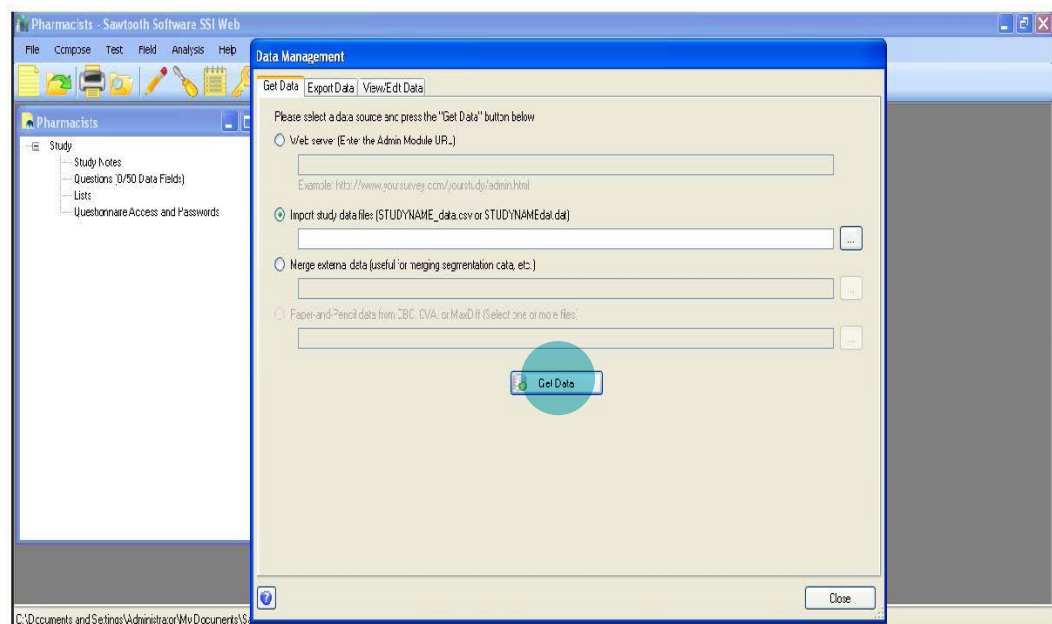 Pharmacists - Sawtooth Software SSI Web
File Compose Test Field Analysis Help
Data Management
Get Data Export Data View/Edit Data
Please select a data source and press the "Get Data" button below
Web server (Enter the Admin Module URL)
Example: http://www.yoursurvey.com/yourstudy/admin.html
Import study data files (STUDYNAME_data.csv or STUDYNAMEdat.dat)
...
Merge external data (useful for merging segmentation data, etc.)
...
Paper-and-Pencil data from CBC, CVA, or MaxDiff (Select one or more files)
...
Get Data
Close
Pharmacists
Study
Study Notes
Questions (0/50 Data Fields)
Lists
Questionnaire Access and Passwords
C:\Documents and Settings\Administrator\My Documents\S